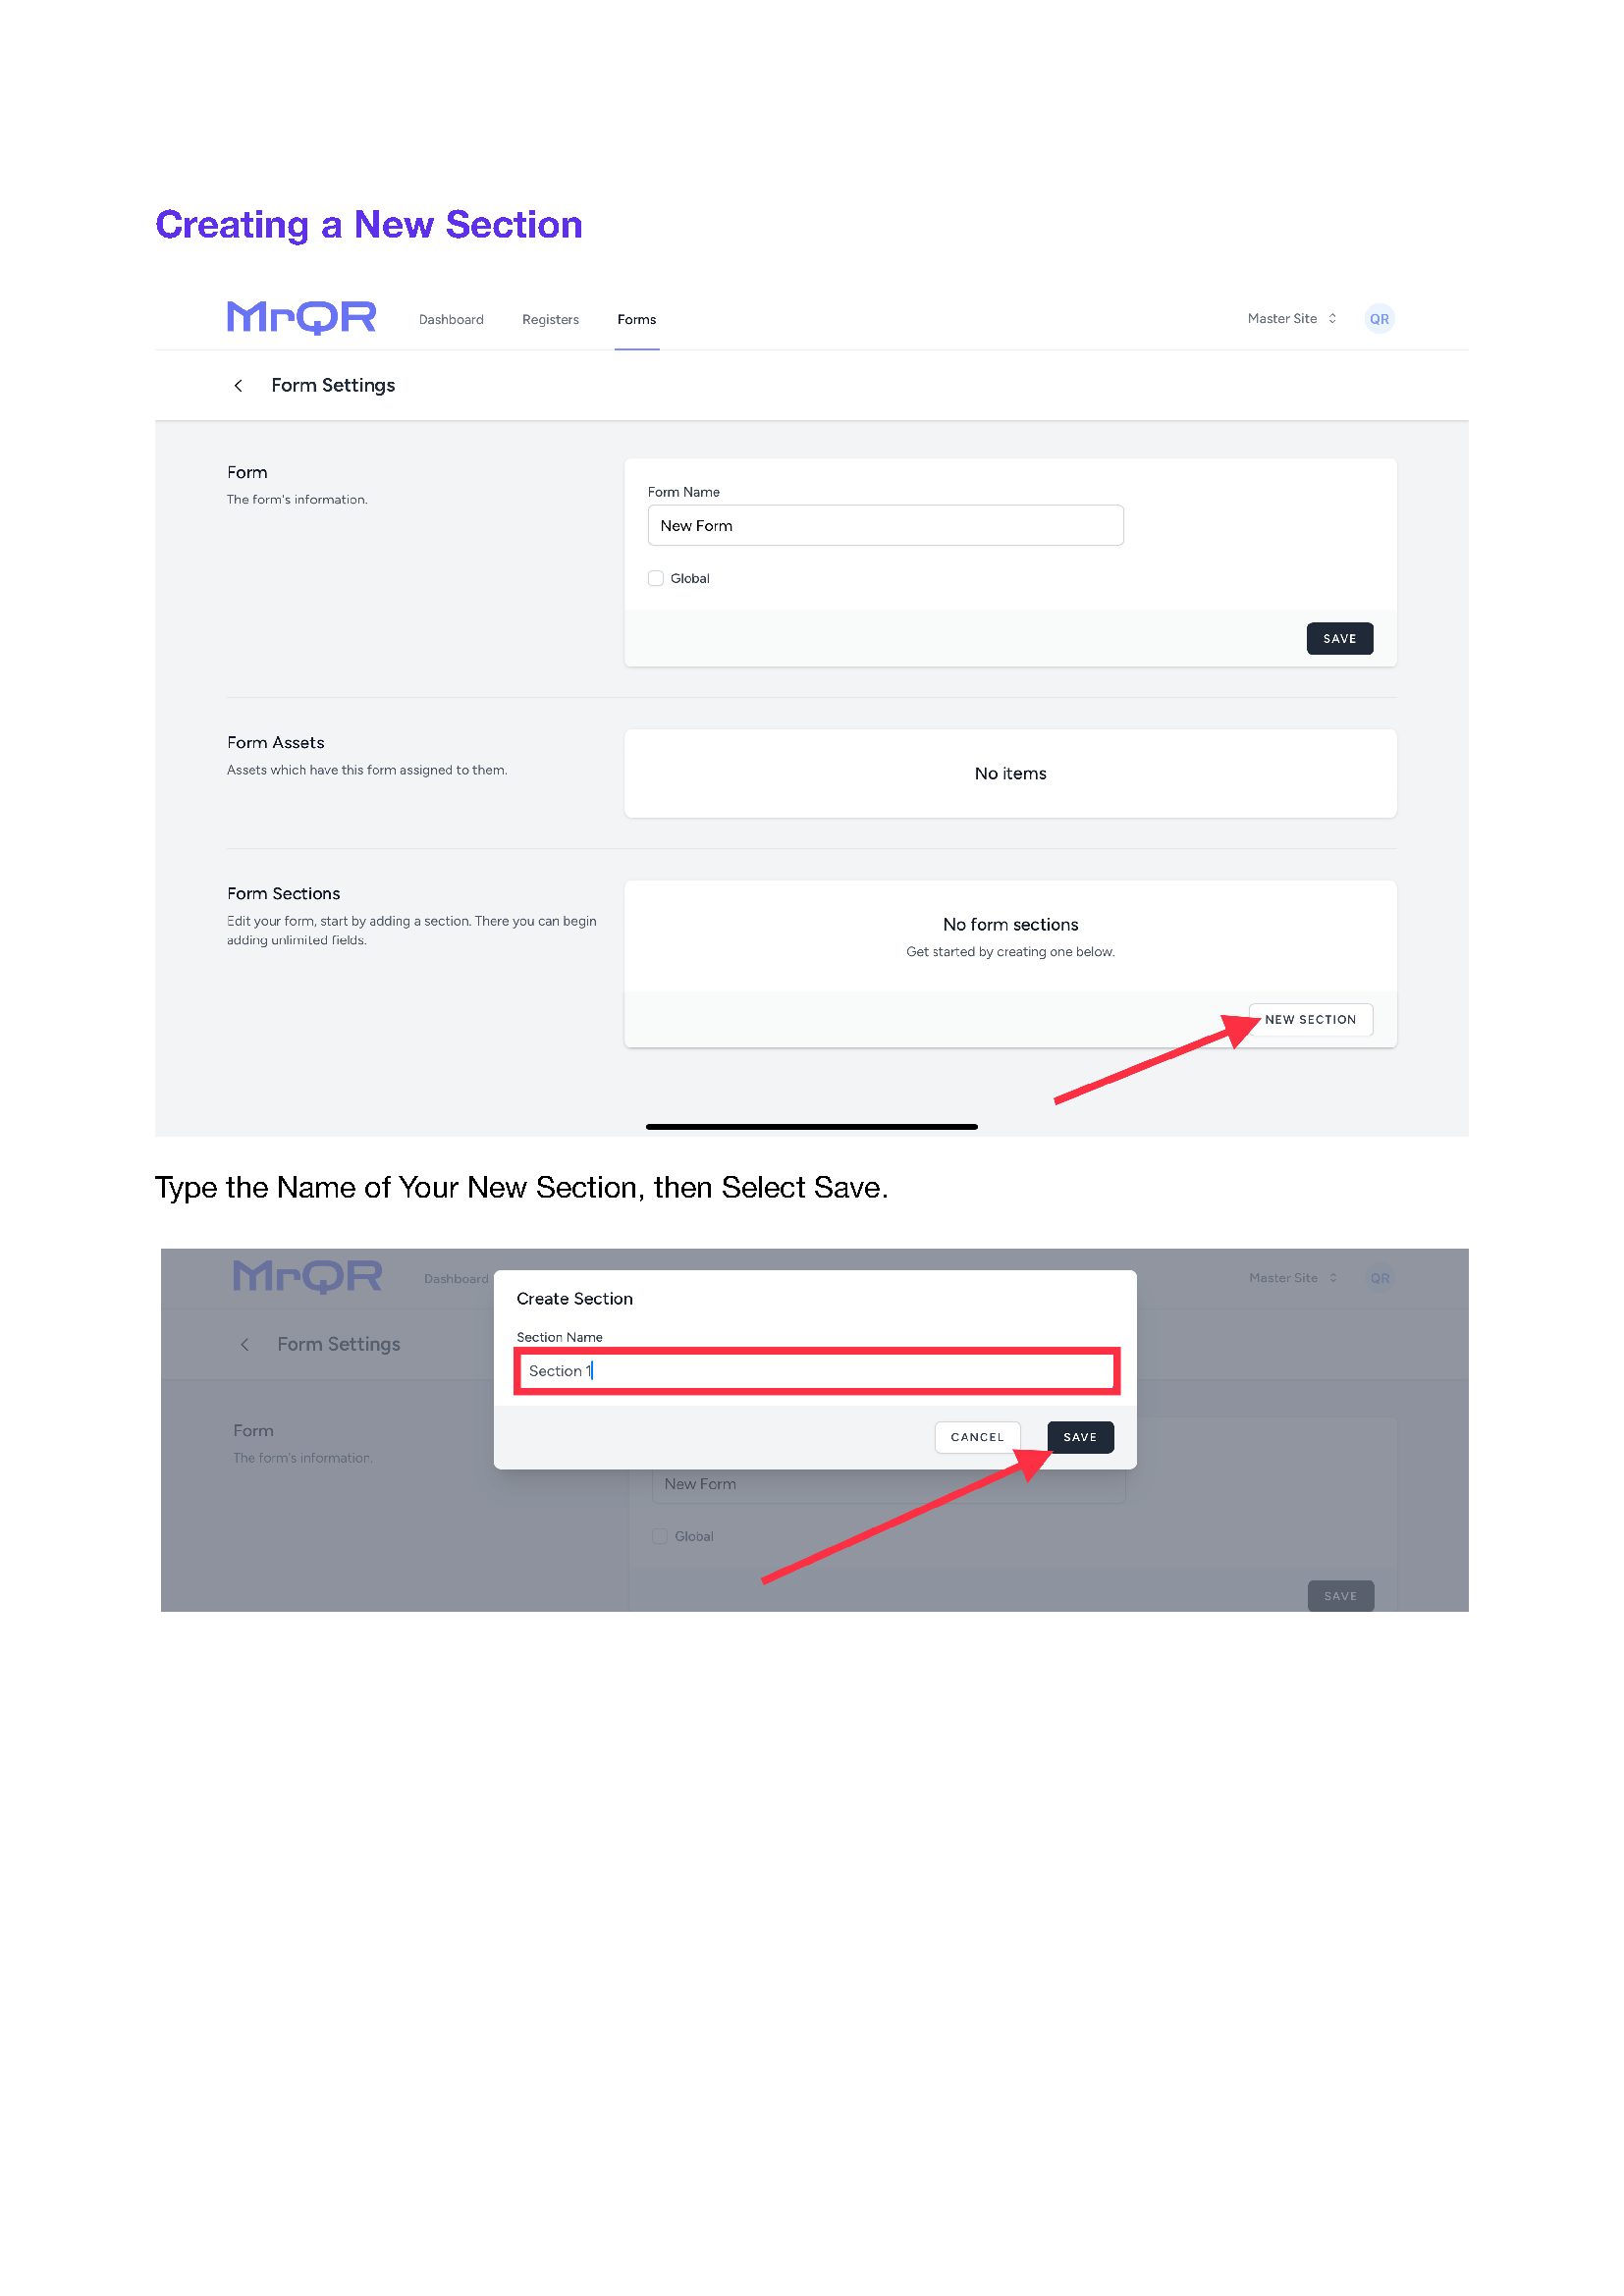 Creating a New Section
MrQR Dashboard Registers Forms Master Site QR
Form Settings
Form
The form's information.
Form Name
New Form
Global
SAVE
Form Assets
Assets which have this form assigned to them.
No items
Form Sections
Edit your form, start by adding a section. There you can begin
adding unlimited fields.
No form sections
Get started by creating one below.
NEW SECTION
Type the Name of Your New Section, then Select Save.
MrQR Dashboard Master Site QR
Form Settings
Create Section
Section Name
Section 1
CANCEL SAVE
Form
The form's information.
New Form
Global
SAVE